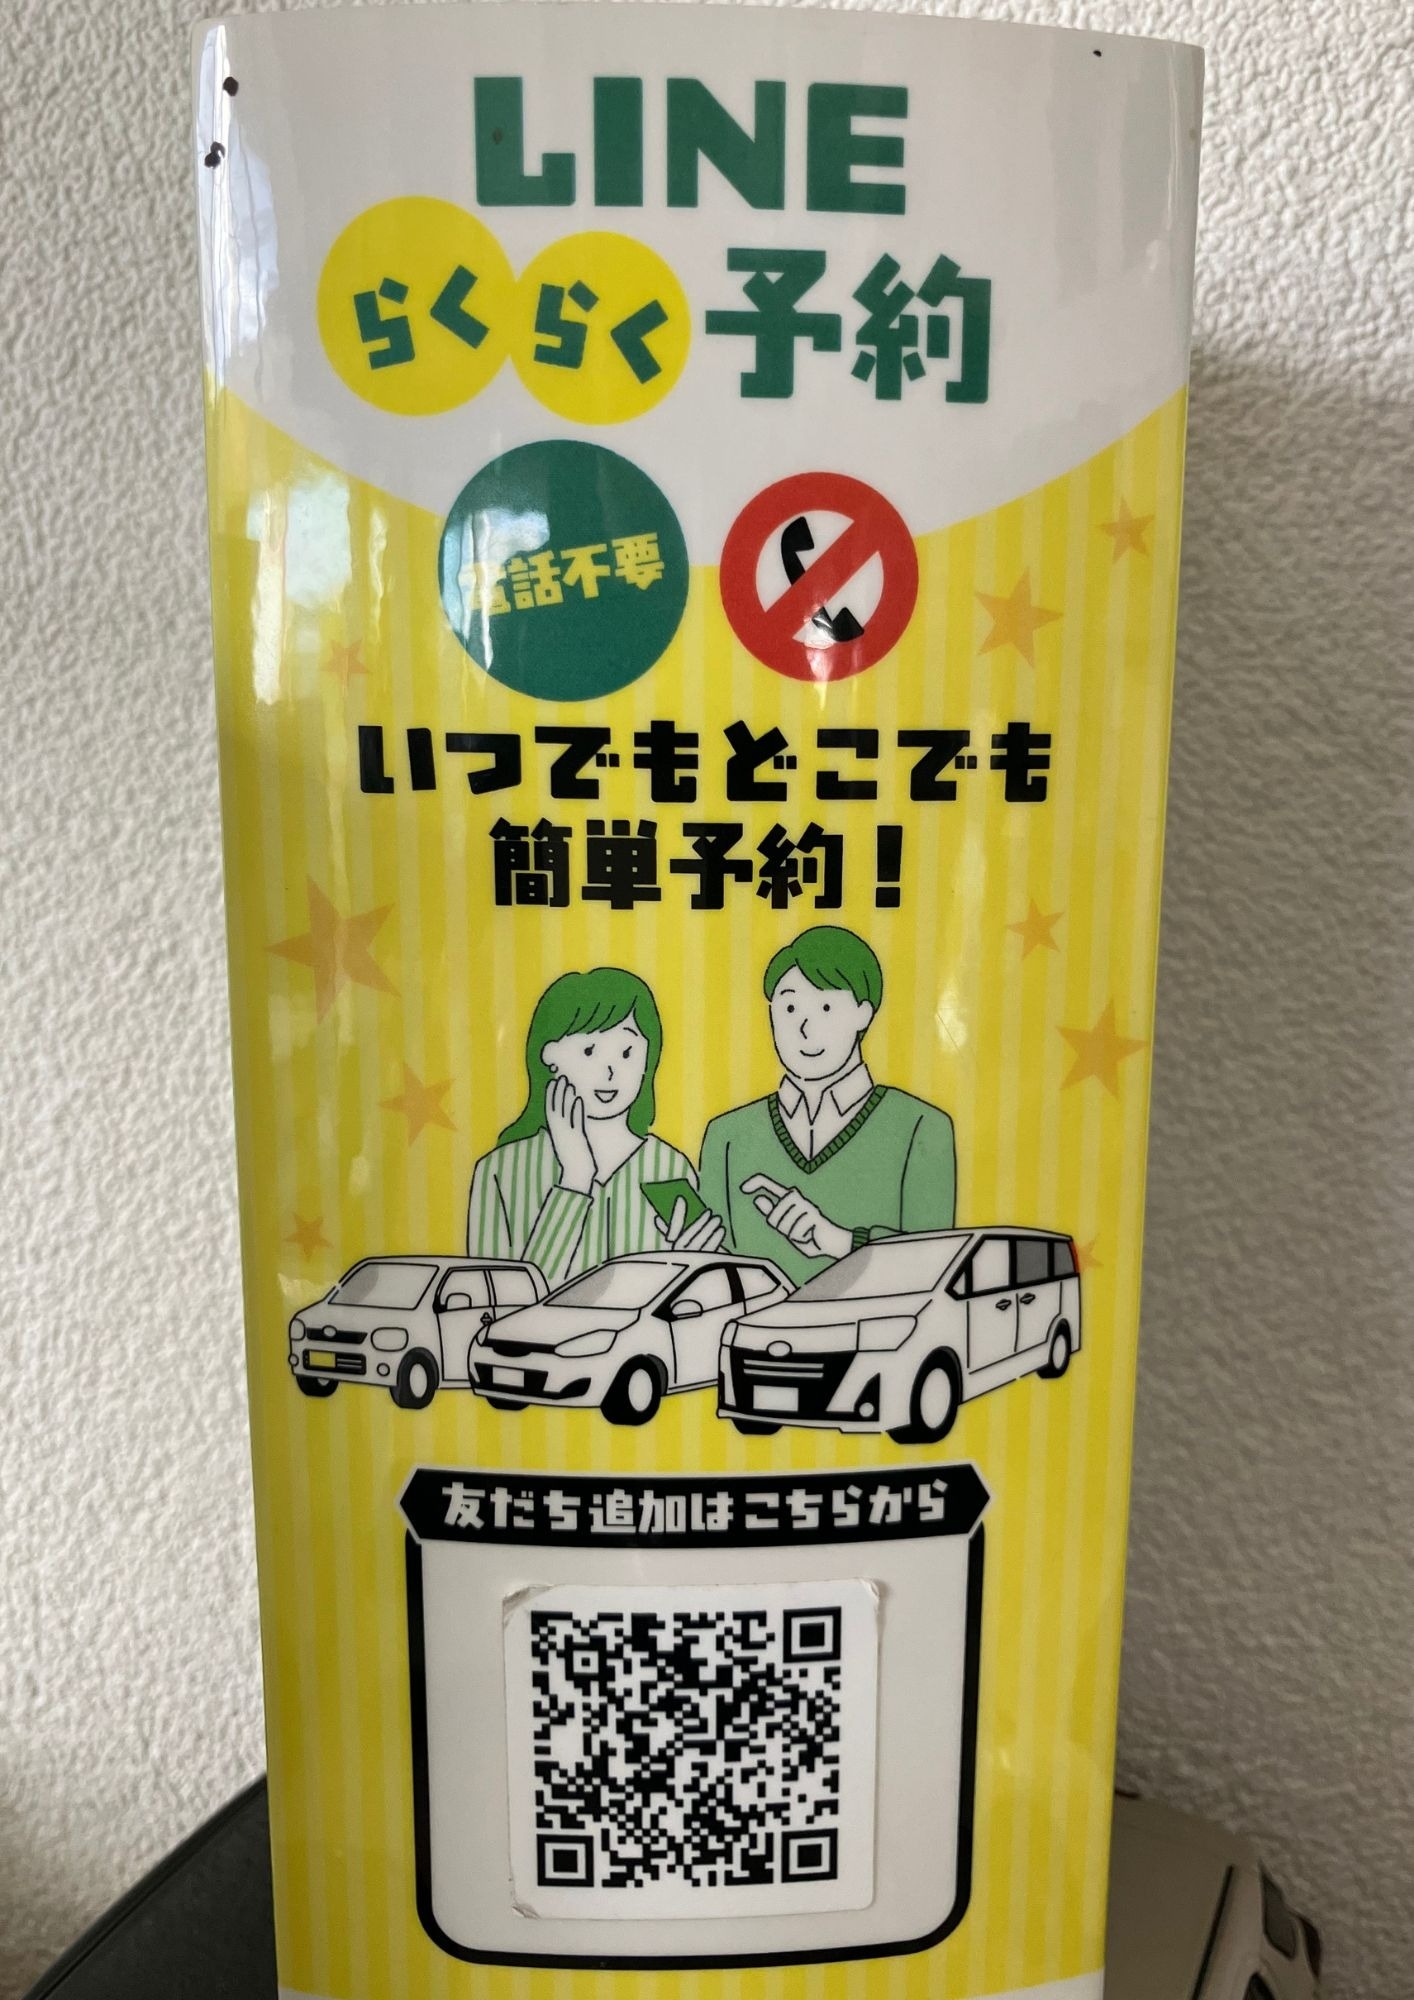 LINE
らくらく予約
電話不要
いつでもどこでも
簡単予約！
友だち追加はこちらから